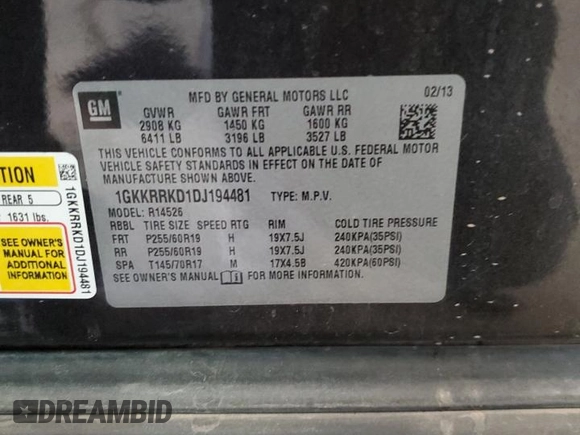 GM
MFD BY GENERAL MOTORS LLC 02/13
GVWR GAWR FRT GAWR RR
2908 KG 1450 KG 1600 KG
6411 LB 3196 LB 3527 LB
THIS VEHICLE CONFORMS TO ALL APPLICABLE U.S. FEDERAL MOTOR
VEHICLE SAFETY STANDARDS IN EFFECT ON THE DATE OF
MANUFACTURE SHOWN ABOVE.
1GKKRRKD1DJ194481 TYPE: M.P.V.
MODEL: R14526
RBBL TIRE SIZE SPEED RTG RIM COLD TIRE PRESSURE
FRT P255/60R19 H 19X7.5J 240KPA(35PSI)
RR P255/60R19 H 19X7.5J 240KPA(35PSI)
SPA T145/70R17 M 17X4.5B 420KPA(60PSI)
SEE OWNER'S MANUAL FOR MORE INFORMATION.
ATION
REAR 5
1631 lbs.
SEE OWNER'S
MANUAL FOR
ADDITIONAL
INFORMATION
1GKKRRKD1DJ194481
DREAMBID